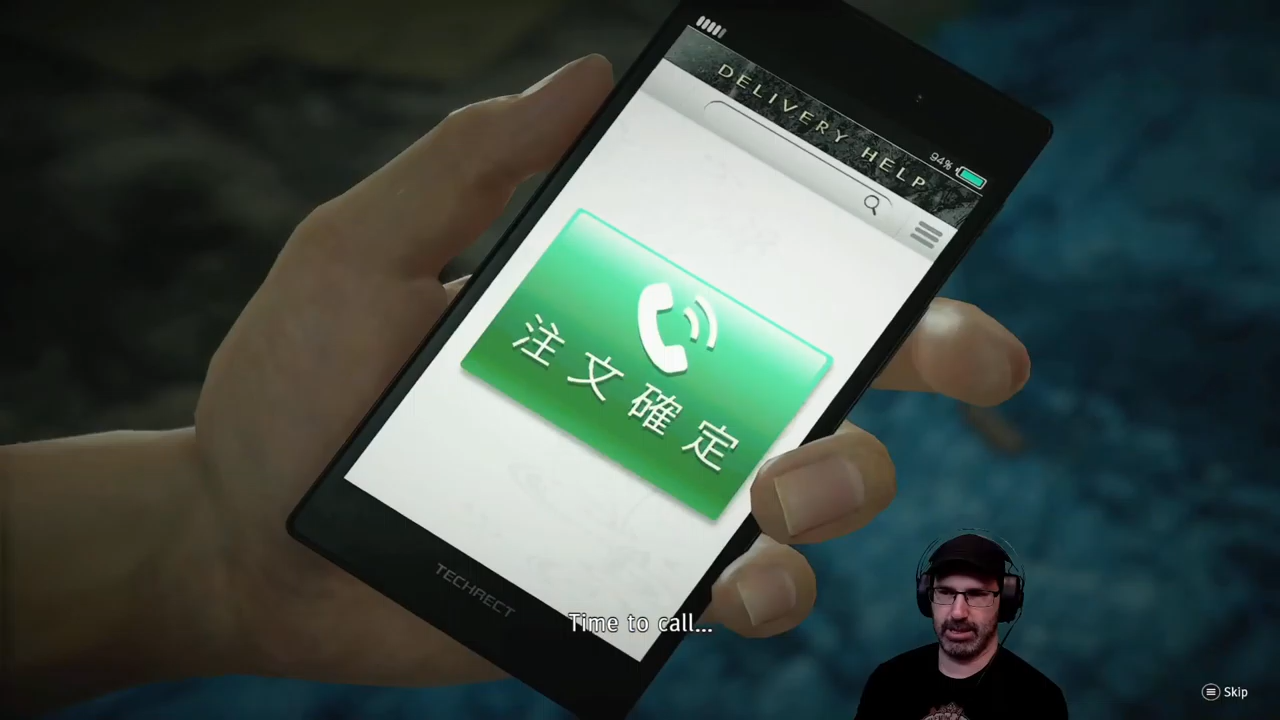 DELIVERY HELP
94%
注文確定
TECHRECT
Time to call...
Skip